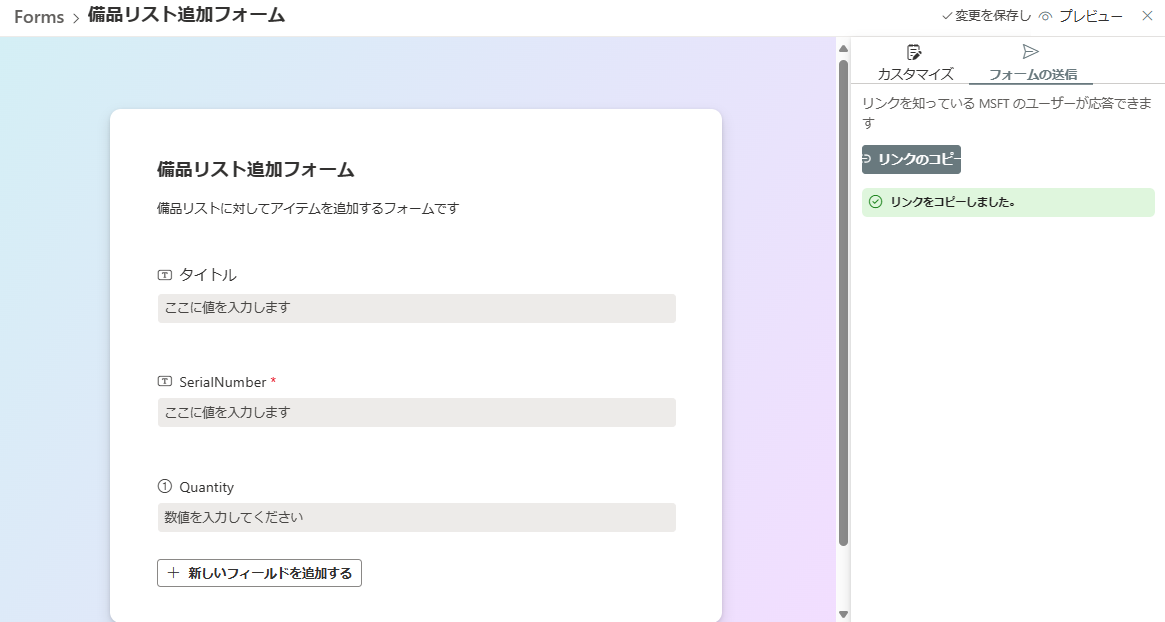 Forms > 備品リスト追加フォーム
変更を保存し プレビュー
カスタマイズ フォームの送信
リンクを知っている MSFT のユーザーが応答できま
す
リンクのコピー
リンクをコピーしました。
備品リスト追加フォーム
備品リストに対してアイテムを追加するフォームです
タイトル
ここに値を入力します
SerialNumber *
ここに値を入力します
Quantity
数値を入力してください
+ 新しいフィールドを追加する